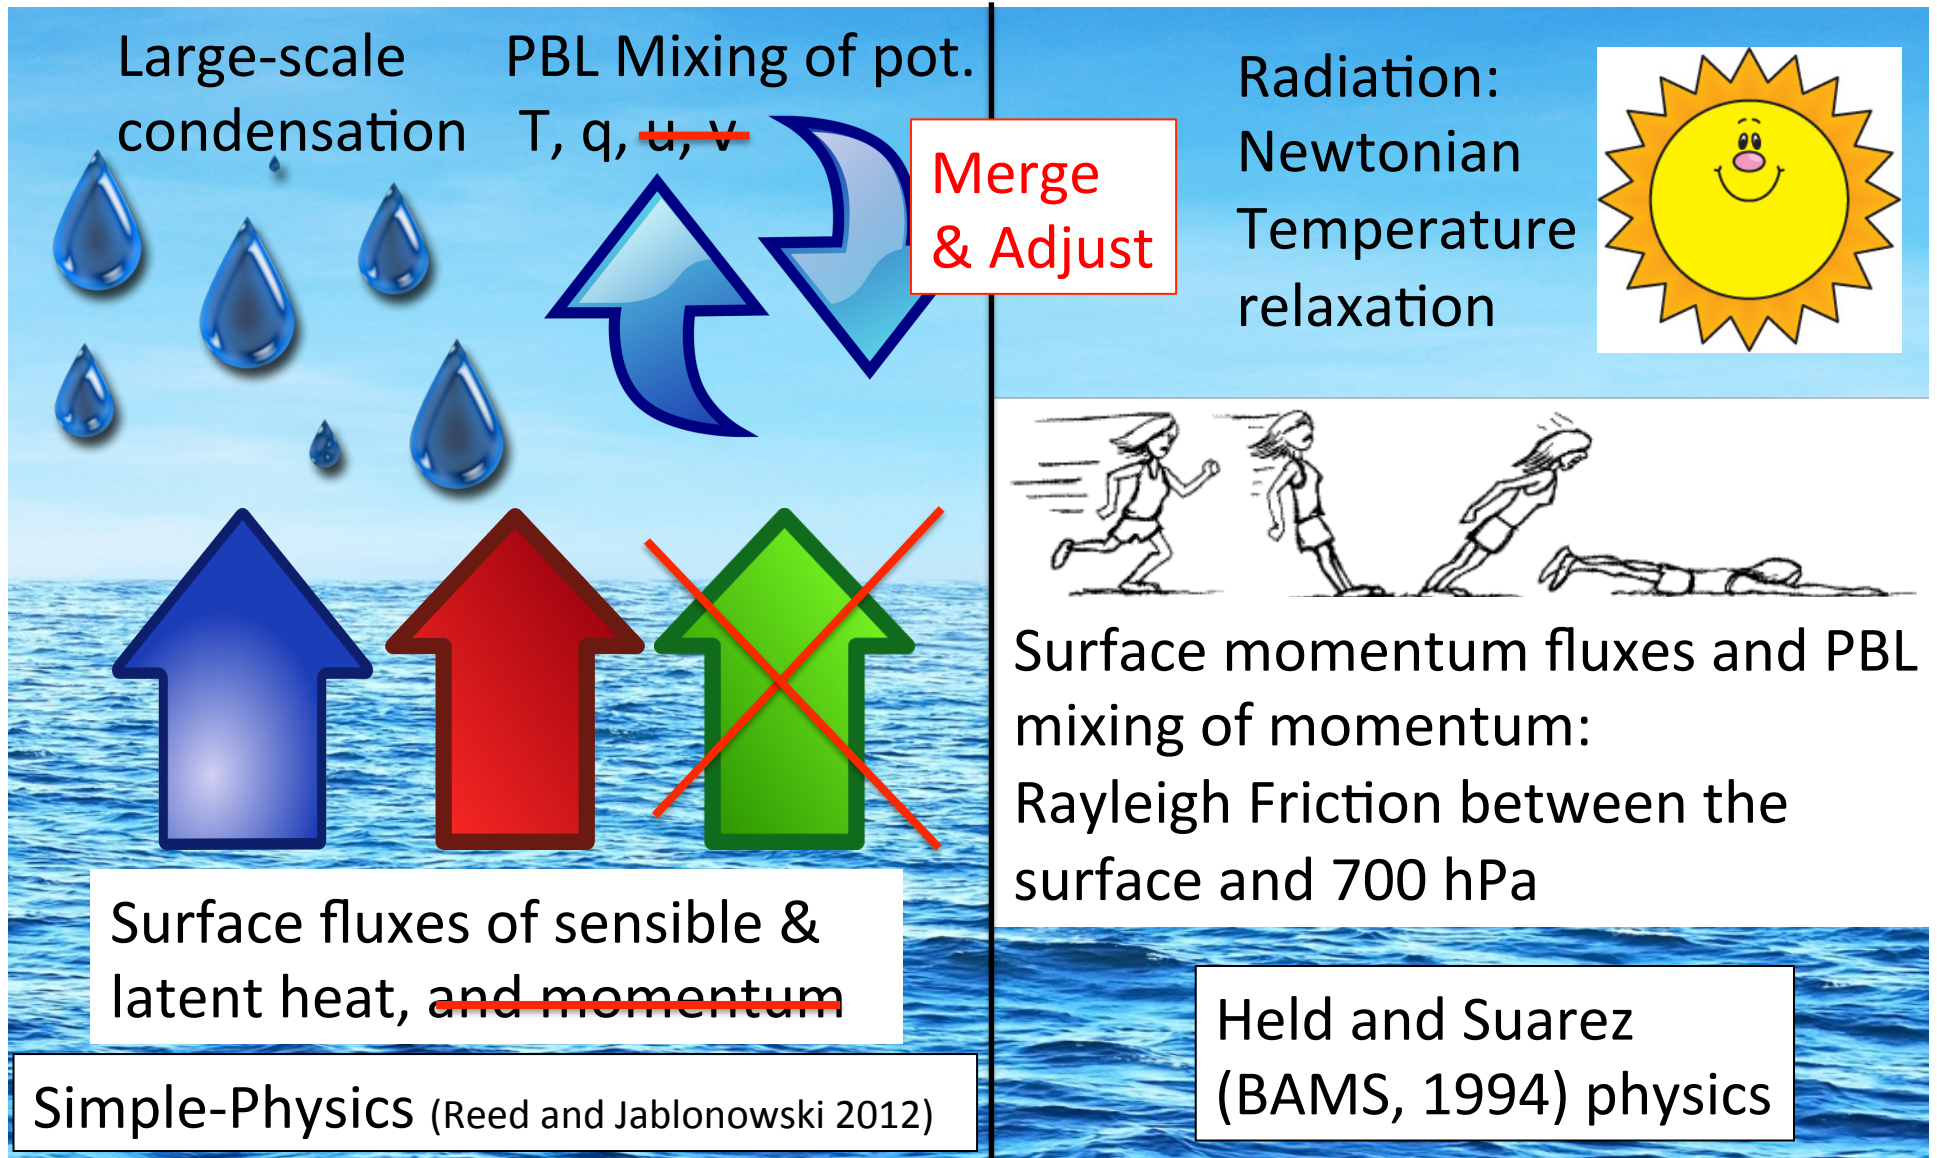 Large-scale
condensation
PBL Mixing of pot.
T, q, u, v
Merge
& Adjust
Radiation:
Newtonian
Temperature
relaxation
Surface momentum fluxes and PBL
mixing of momentum:
Rayleigh Friction between the
surface and 700 hPa
Surface fluxes of sensible &
latent heat, and momentum
Simple-Physics (Reed and Jablonowski 2012)
Held and Suarez
(BAMS, 1994) physics